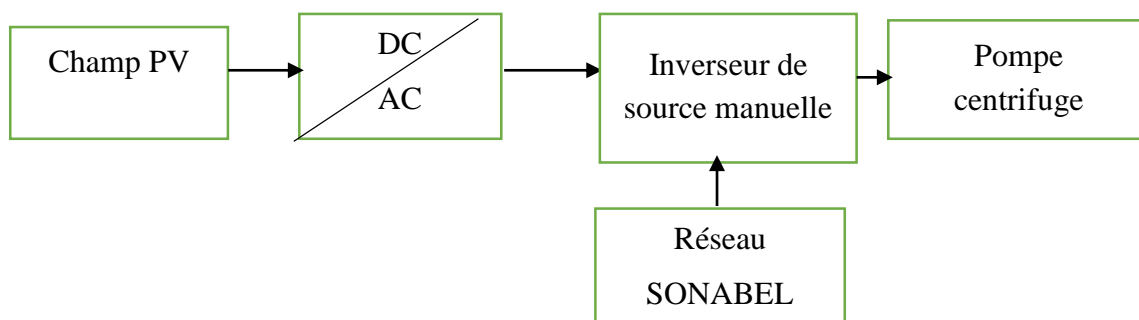 Champ PV
DC
AC
Inverseur de
source manuelle
Pompe
centrifuge
Réseau
SONABEL